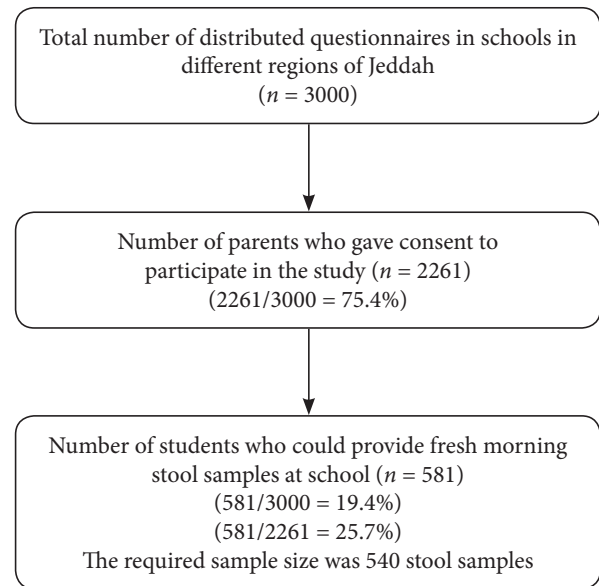 Total number of distributed questionnaires in schools in
different regions of Jeddah
(n = 3000)
Number of parents who gave consent to
participate in the study (n = 2261)
(2261/3000 = 75.4%)
Number of students who could provide fresh morning
stool samples at school (n = 581)
(581/3000 = 19.4%)
(581/2261 = 25.7%)
The required sample size was 540 stool samples